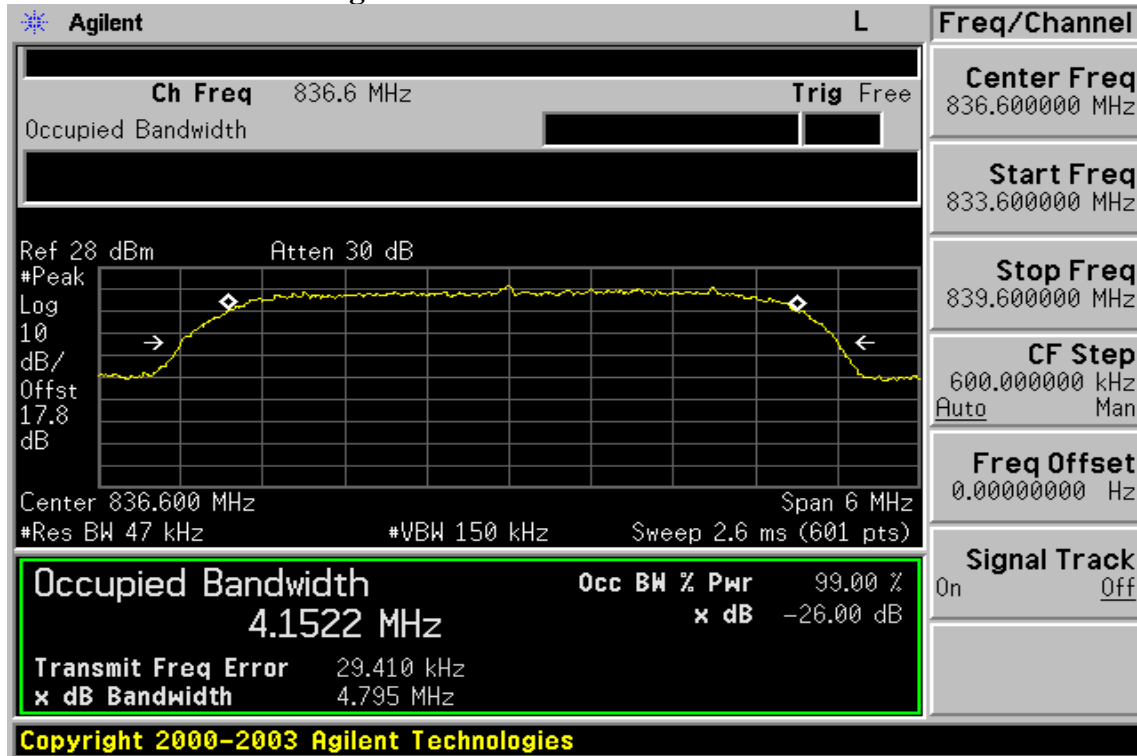 Agilent L Freq/Channel
Ch Freq 836.6 MHz Trig Free
Occupied Bandwidth
Center Freq
836.600000 MHz
Start Freq
833.600000 MHz
Stop Freq
839.600000 MHz
CF Step
600.000000 kHz
Auto Man
Freq Offset
0.00000000 Hz
Signal Track
On Off
Ref 28 dBm Atten 30 dB
#Peak
Log
10
dB/
Offst
17.8
dB
Center 836.600 MHz Span 6 MHz
#Res BW 47 kHz #VBW 150 kHz Sweep 2.6 ms (601 pts)
Occupied Bandwidth Occ BW % Pwr 99.00 %
4.1522 MHz x dB -26.00 dB
Transmit Freq Error 29.410 kHz
x dB Bandwidth 4.795 MHz
Copyright 2000-2003 Agilent Technologies